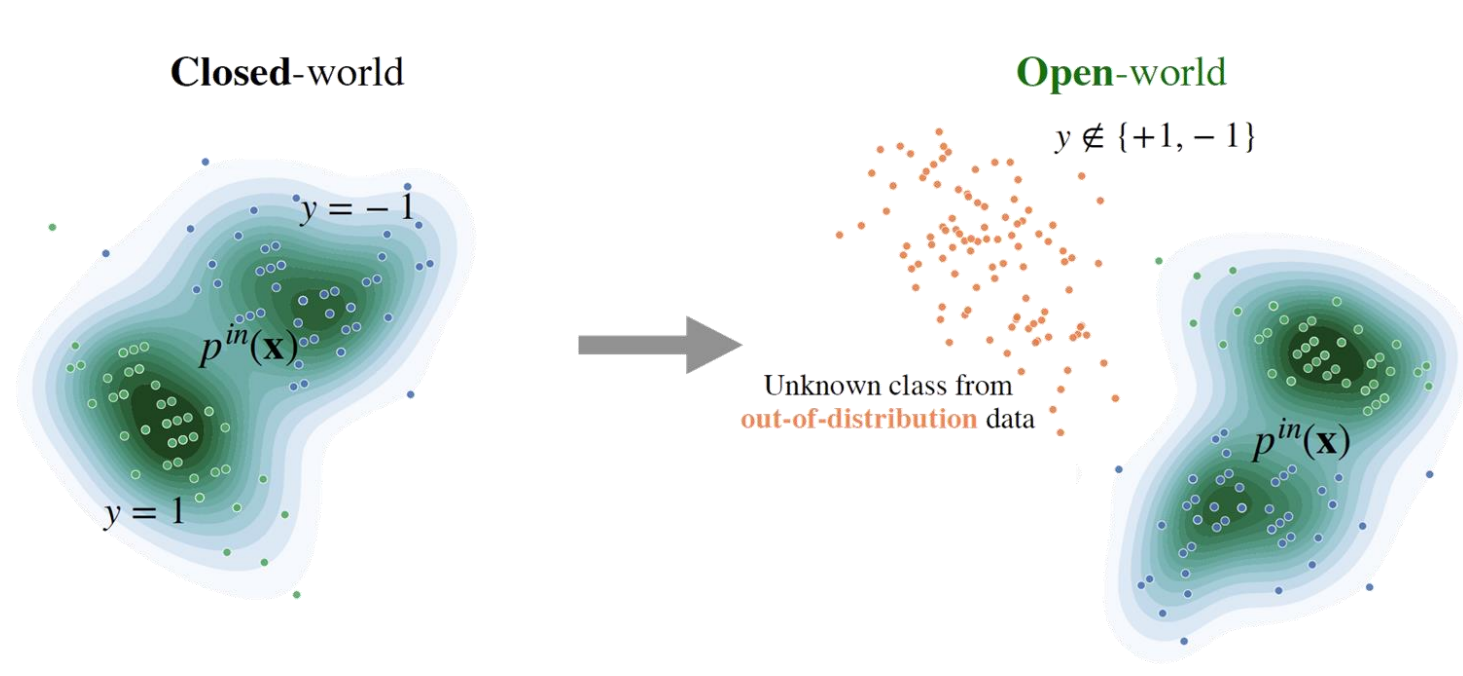 Closed-world
y = − 1
p^{in}(x)
y = 1
Open-world
y ∉ {+1, − 1}
Unknown class from
out-of-distribution data
p^{in}(x)